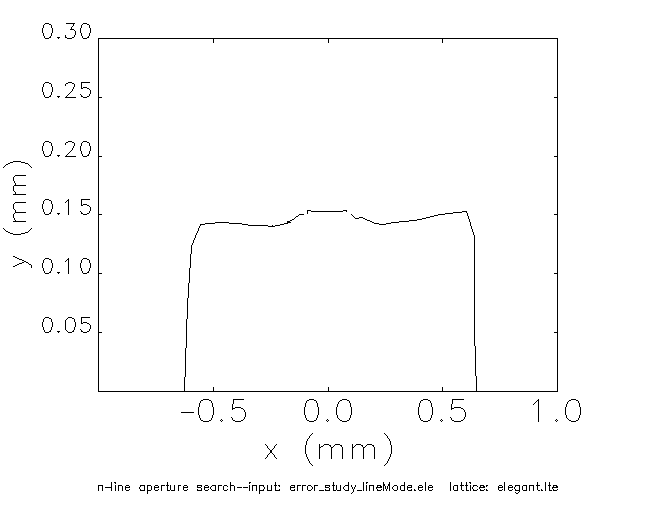 0.30
0.25
0.20
0.15
0.10
0.05
y (mm)
-0.5 0.0 0.5 1.0
x (mm)
n-line aperture search--input: error_study_lineMode.ele lattice: elegant.lte